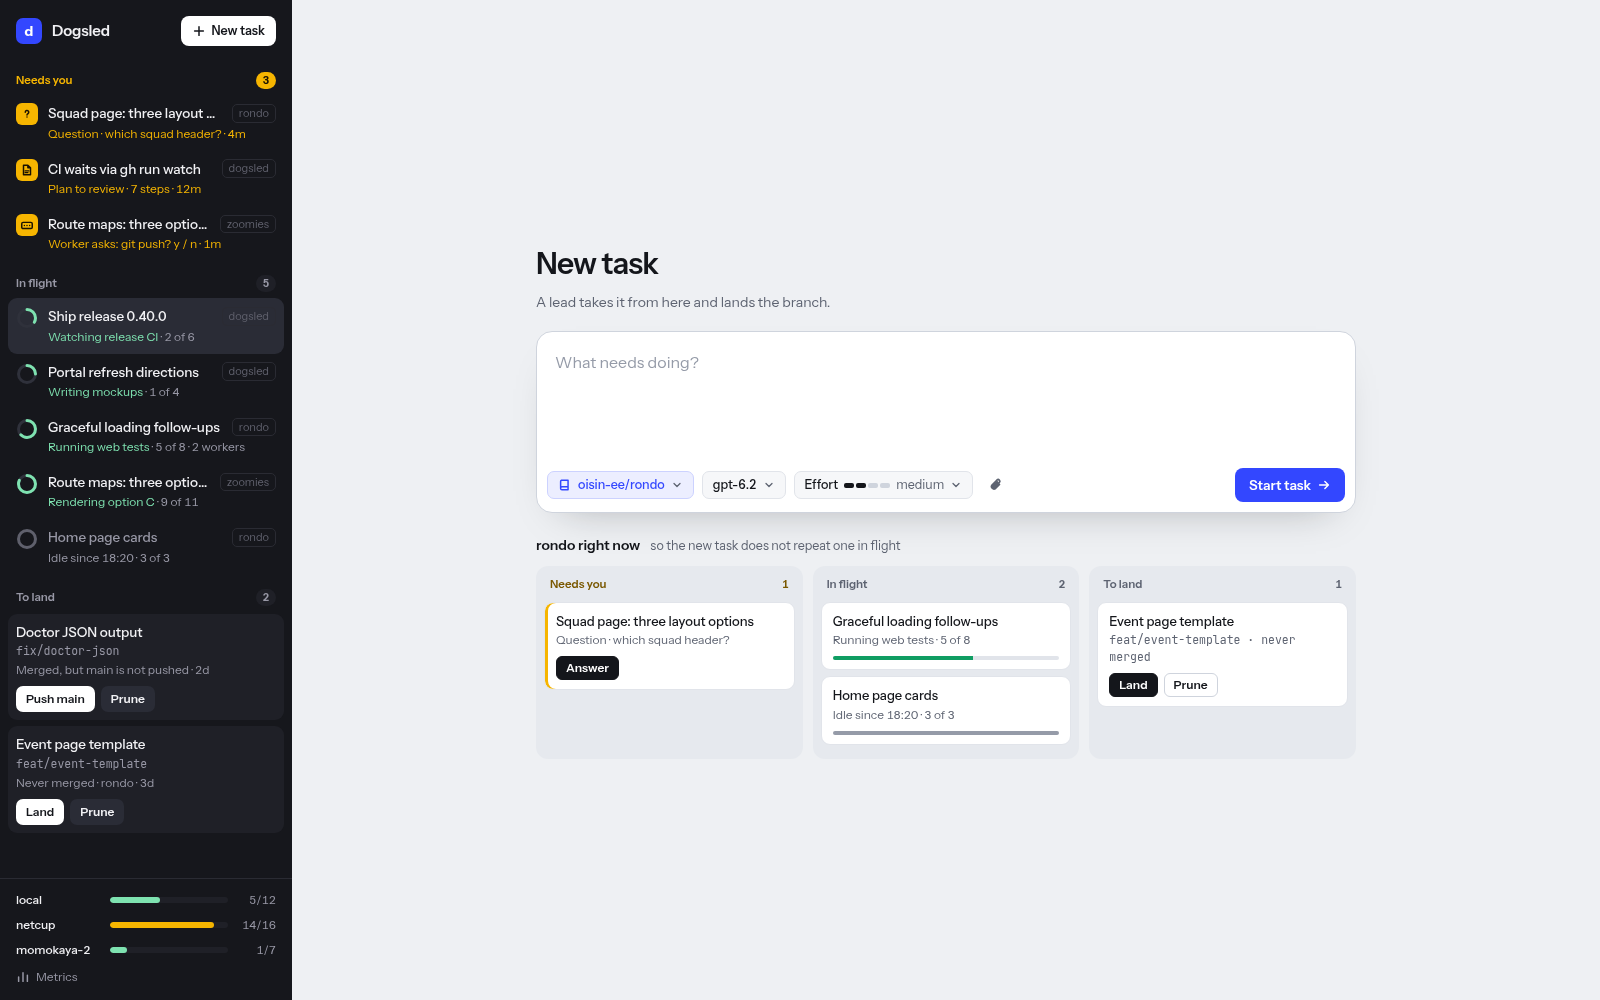 d Dogsled
+ New task
Needs you 3
? Squad page: three layout ... rondo
Question · which squad header? · 4m
CI waits via gh run watch dogsled
Plan to review · 7 steps · 12m
Route maps: three optio... zoomies
Worker asks: git push? y / n · 1m
In flight 5
Ship release 0.40.0 dogsled
Watching release CI · 2 of 6
Portal refresh directions dogsled
Writing mockups · 1 of 4
Graceful loading follow-ups rondo
Running web tests · 5 of 8 · 2 workers
Route maps: three optio... zoomies
Rendering option C · 9 of 11
Home page cards rondo
Idle since 18:20 · 3 of 3
To land 2
Doctor JSON output
fix/doctor-json
Merged, but main is not pushed · 2d
Push main Prune
Event page template
feat/event-template
Never merged · rondo · 3d
Land Prune
local 5/12
netcup 14/16
momokaya-2 1/7
Metrics
New task
A lead takes it from here and lands the branch.
What needs doing?
oisin-ee/rondo gpt-6.2 Effort medium Start task →
rondo right now so the new task does not repeat one in flight
Needs you 1
Squad page: three layout options
Question · which squad header?
Answer
In flight 2
Graceful loading follow-ups
Running web tests · 5 of 8
Home page cards
Idle since 18:20 · 3 of 3
To land 1
Event page template
feat/event-template · never
merged
Land Prune